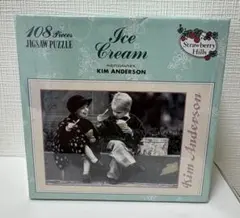 108 Pieces
JIGSAW PUZZLE
Ice
Cream
PHOTOGRAPHER
KIM ANDERSON
Strawberry
Hills
Kim Anderson